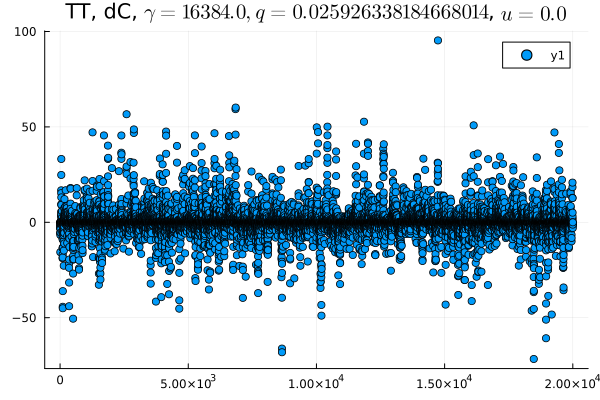 TT, dC, γ = 16384.0, q = 0.025926338184668014, u = 0.0
100
y1
50
0
−50
0 5.00×10³ 1.00×10⁴ 1.50×10⁴ 2.00×10⁴